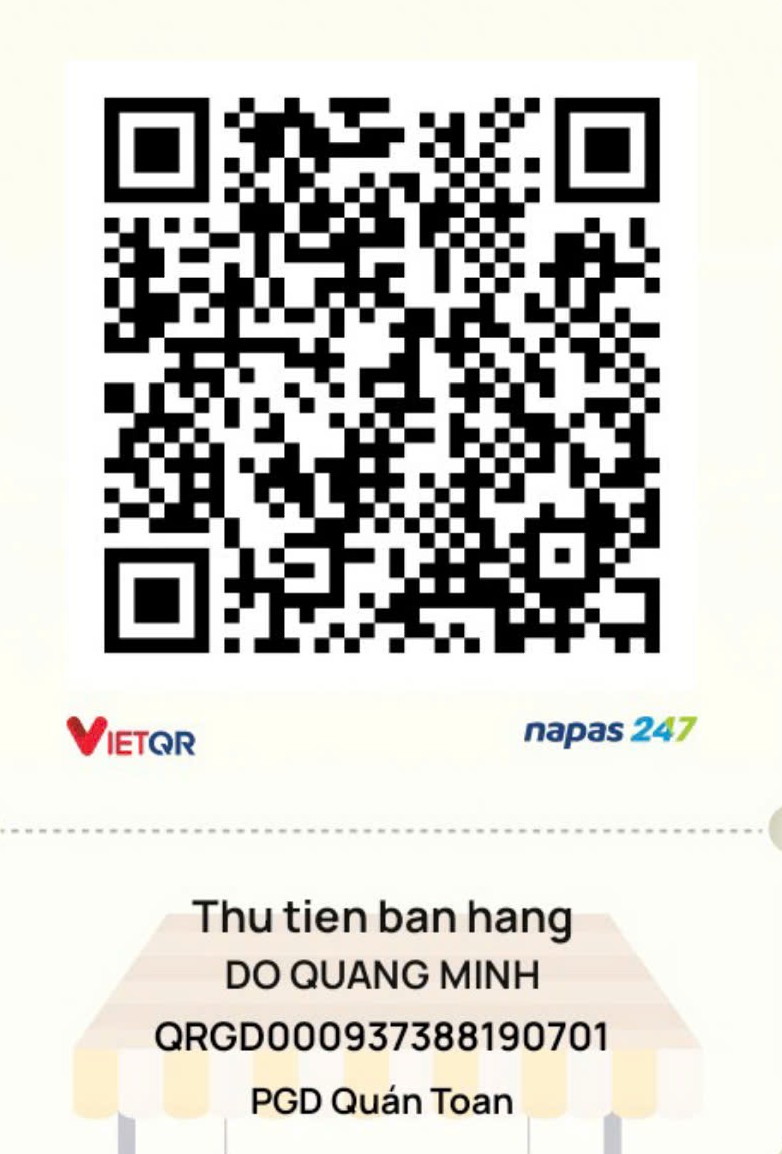 VIETQR
napas 247
Thu tien ban hang
DO QUANG MINH
QRGD000937388190701
PGD Quán Toan